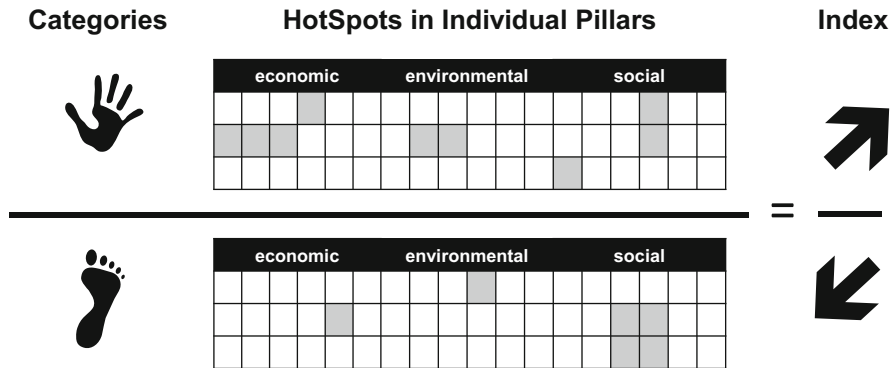 Categories HotSpots in Individual Pillars Index
economic environmental social
=
economic environmental social